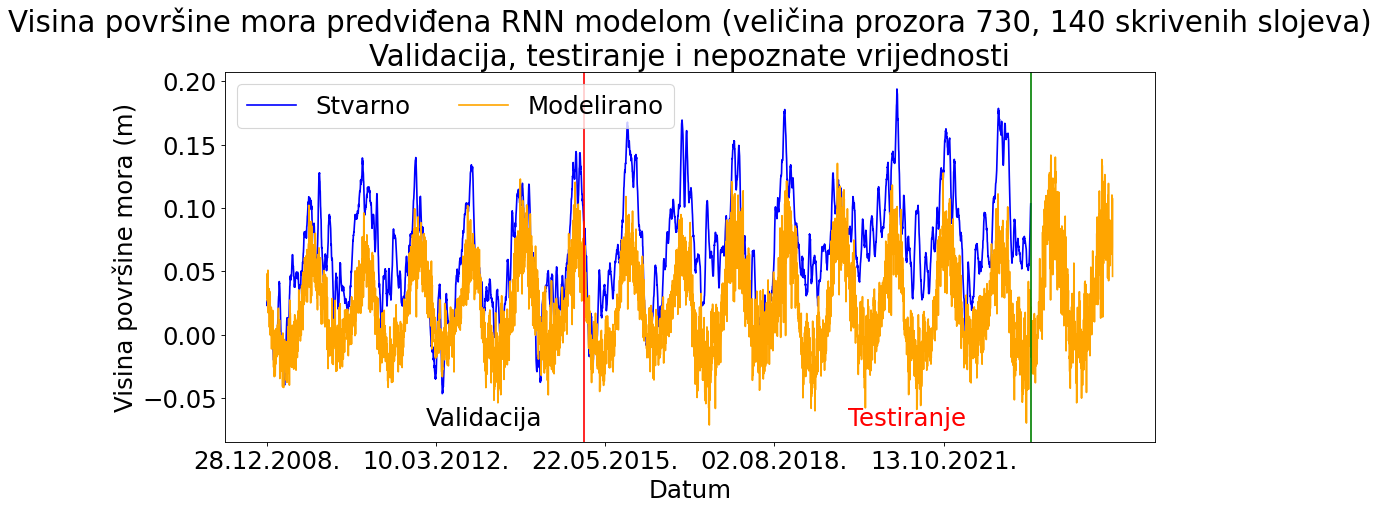 Visina površine mora predviđena RNN modelom (veličina prozora 730, 140 skrivenih slojeva)
Validacija, testiranje i nepoznate vrijednosti
Stvarno
Modelirano
Visina površine mora (m)
0.20
0.15
0.10
0.05
0.00
−0.05
Validacija
Testiranje
28.12.2008.
10.03.2012.
22.05.2015.
02.08.2018.
13.10.2021.
Datum